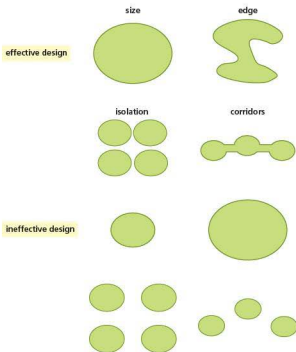 size edge
effective design
isolation corridors
ineffective design